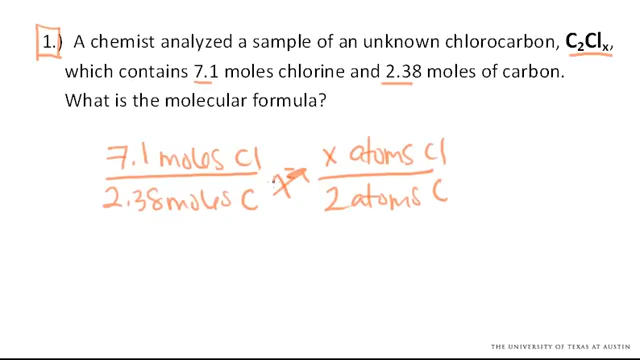 1.) A chemist analyzed a sample of an unknown chlorocarbon, C₂Clₓ,
which contains 7.1 moles chlorine and 2.38 moles of carbon.
What is the molecular formula?
7.1 moles Cl x atoms Cl
2.38 moles C 2 atoms C
THE UNIVERSITY OF TEXAS AT AUSTIN